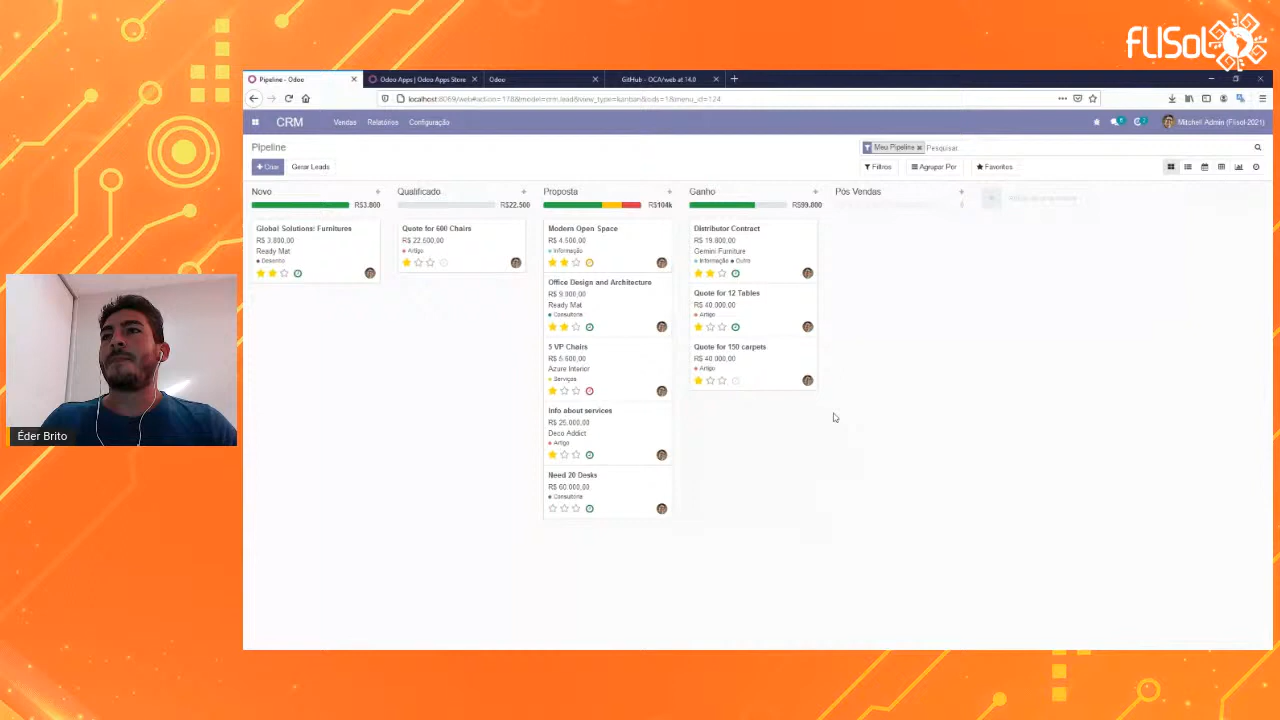 FLISoL
Pipeline - Odoo
Odoo Apps | Odoo Apps Store
Odoo
GitHub - OCA/web at 14.0
CRM
Vendas
Relatórios
Configuração
Mitchell Admin (Flisol-2021)
Pipeline
Meu Pipeline
Pesquisar...
+ Criar
Gerar Leads
Filtros
Agrupar Por
Favoritos
Novo
R$3.800
Global Solutions: Furnitures
R$ 3.800,00
Ready Mat
Desenho
Qualificado
R$22.500
Quote for 600 Chairs
R$ 22.500,00
Artigo
Proposta
R$104k
Modern Open Space
R$ 4.500,00
Informação
Office Design and Architecture
R$ 9.000,00
Ready Mat
Consultoria
5 VP Chairs
R$ 5.600,00
Azure Interior
Serviços
Info about services
R$ 25.000,00
Deco Addict
Artigo
Need 20 Desks
R$ 60.000,00
Consultoria
Ganho
R$99.800
Distributor Contract
R$ 19.800,00
Gemini Furniture
Informação Outro
Quote for 12 Tables
R$ 40.000,00
Artigo
Quote for 150 carpets
R$ 40.000,00
Artigo
Pós Vendas
0
Éder Brito